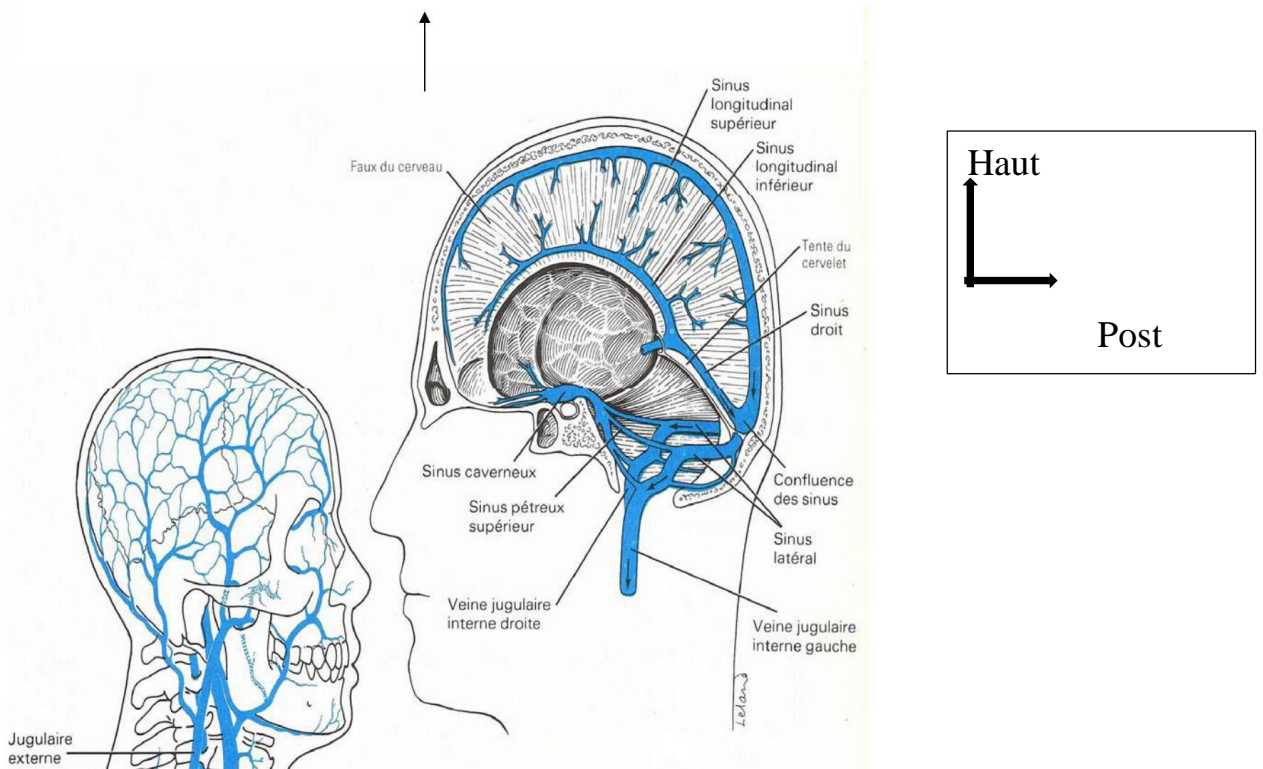 Sinus
longitudinal
supérieur
Sinus
longitudinal
inférieur
Faux du cerveau
Tente du
cervelet
Sinus
droit
Sinus caverneux
Sinus pétreux
supérieur
Confluence
des sinus
Sinus
latéral
Veine jugulaire
interne droite
Veine jugulaire
interne gauche
Leland
Jugulaire
externe
Haut
Post